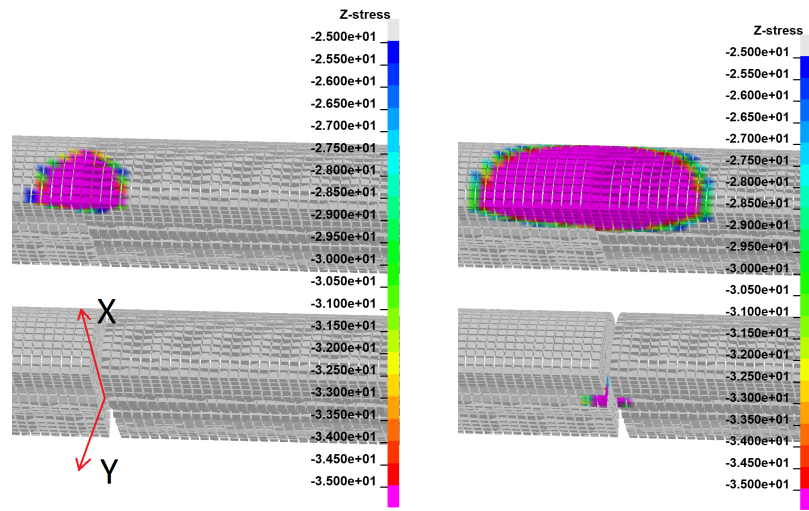 Z-stress
-2.500e+01
-2.550e+01
-2.600e+01
-2.650e+01
-2.700e+01
-2.750e+01
-2.800e+01
-2.850e+01
-2.900e+01
-2.950e+01
-3.000e+01
-3.050e+01
-3.100e+01
-3.150e+01
-3.200e+01
-3.250e+01
-3.300e+01
-3.350e+01
-3.400e+01
-3.450e+01
-3.500e+01
X
Y
Z-stress
-2.500e+01
-2.550e+01
-2.600e+01
-2.650e+01
-2.700e+01
-2.750e+01
-2.800e+01
-2.850e+01
-2.900e+01
-2.950e+01
-3.000e+01
-3.050e+01
-3.100e+01
-3.150e+01
-3.200e+01
-3.250e+01
-3.300e+01
-3.350e+01
-3.400e+01
-3.450e+01
-3.500e+01